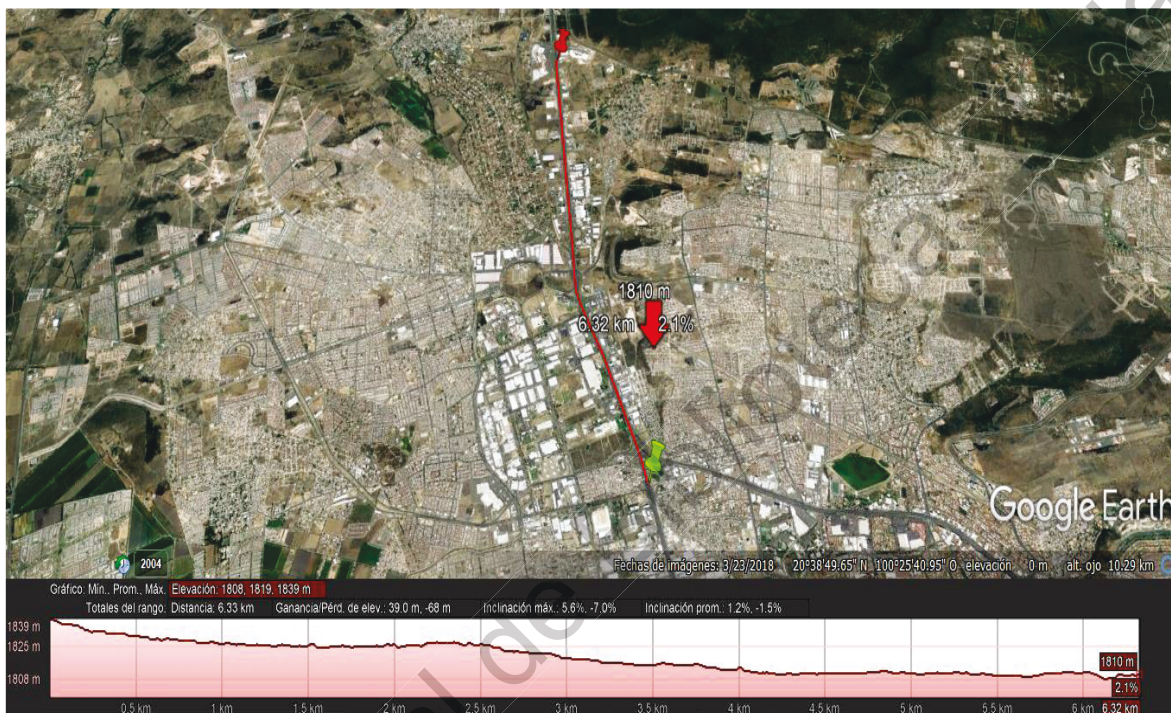 1810 m
6.32 km 2.1%
Google Earth
2004
Fechas de imágenes: 3/23/2018 20°38'49.65" N 100°25'40.95" O elevación 0 m alt. ojo 10.29 km
Gráfico: Mín., Prom., Máx. Elevación: 1808, 1819, 1839 m
Totales del rango: Distancia: 6.33 km Ganancia/Pérd. de elev.: 39.0 m, -68 m Inclinación máx.: 5.6%, -7.0% Inclinación prom.: 1.2%, -1.5%
1839 m
1825 m
1808 m
1810 m
2.1%
0.5 km 1 km 1.5 km 2 km 2.5 km 3 km 3.5 km 4 km 4.5 km 5 km 5.5 km 6 km 6.32 km